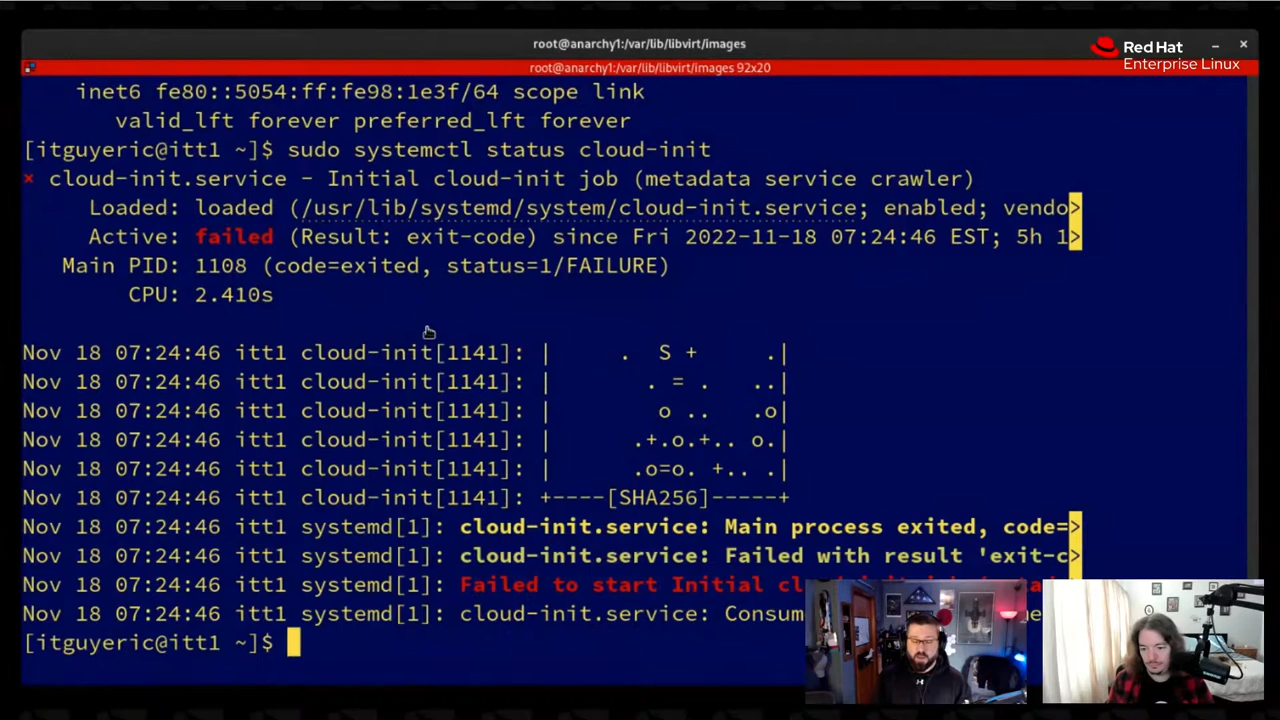 root@anarchy1:/var/lib/libvirt/images
Red Hat
Enterprise Linux
root@anarchy1:/var/lib/libvirt/images 92x20
inet6 fe80::5054:ff:fe98:1e3f/64 scope link
valid_lft forever preferred_lft forever
[itguyeric@itt1 ~]$ sudo systemctl status cloud-init
× cloud-init.service - Initial cloud-init job (metadata service crawler)
Loaded: loaded (/usr/lib/systemd/system/cloud-init.service; enabled; vendo>
Active: failed (Result: exit-code) since Fri 2022-11-18 07:24:46 EST; 5h 1>
Main PID: 1108 (code=exited, status=1/FAILURE)
CPU: 2.410s
Nov 18 07:24:46 itt1 cloud-init[1141]: |      .  S +     .|
Nov 18 07:24:46 itt1 cloud-init[1141]: |        . = .   ..|
Nov 18 07:24:46 itt1 cloud-init[1141]: |         o ..   .o|
Nov 18 07:24:46 itt1 cloud-init[1141]: |       .+.o.+.. o.|
Nov 18 07:24:46 itt1 cloud-init[1141]: |       .o=o. +.. .|
Nov 18 07:24:46 itt1 cloud-init[1141]: +----[SHA256]-----+
Nov 18 07:24:46 itt1 systemd[1]: cloud-init.service: Main process exited, code=>
Nov 18 07:24:46 itt1 systemd[1]: cloud-init.service: Failed with result 'exit-c>
Nov 18 07:24:46 itt1 systemd[1]: Failed to start Initial cl
Nov 18 07:24:46 itt1 systemd[1]: cloud-init.service: Consum
[itguyeric@itt1 ~]$